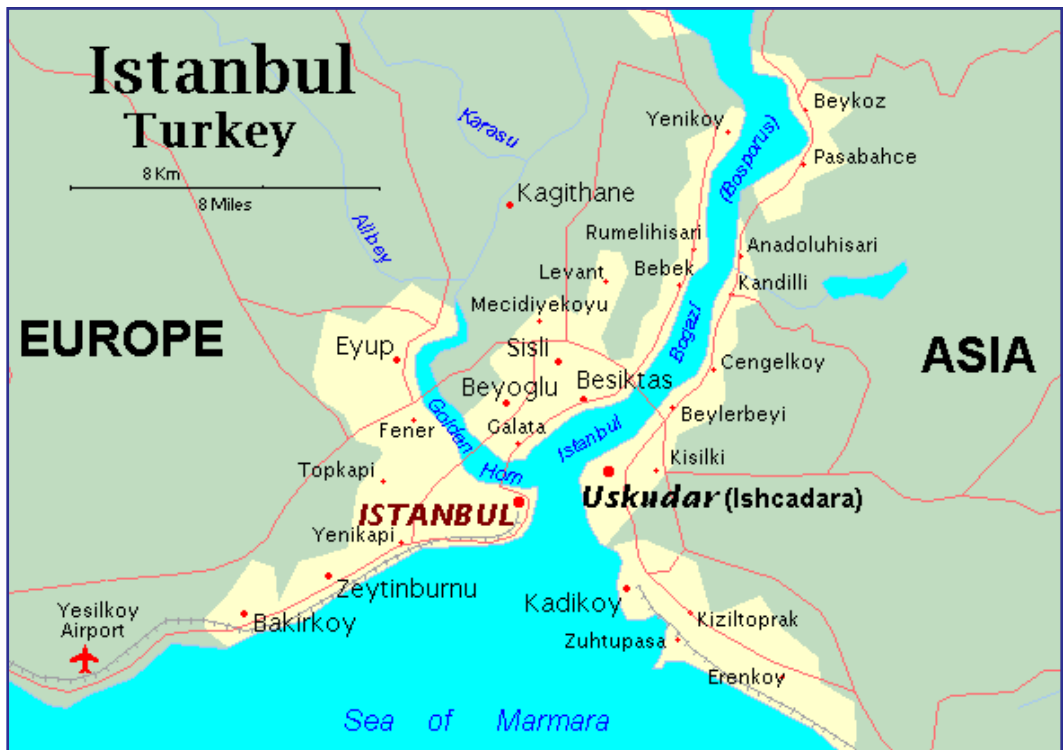 Istanbul
Turkey
8 Km
8 Miles
Karasu
Kagithane
Alibey
Yenikoy
Beykoz
(Bosporus)
Pasabahce
Rumelihisari
Anadoluhisari
Levant
Bebek
Kandilli
Mecidiyekoyu
EUROPE
Eyup
Sisli
Bogazi
ASIA
Cengelkoy
Beyoglu
Besiktas
Golden
Fener
Galata
Istanbul
Beylerbeyi
Topkapi
Horn
Kisilki
ISTANBUL
Uskudar (Ishcadara)
Yenikapi
Zeytinburnu
Kadikoy
Yesilkoy
Airport
Bakirkoy
Kiziltoprak
Zuhtupasa
Erenkoy
Sea of Marmara